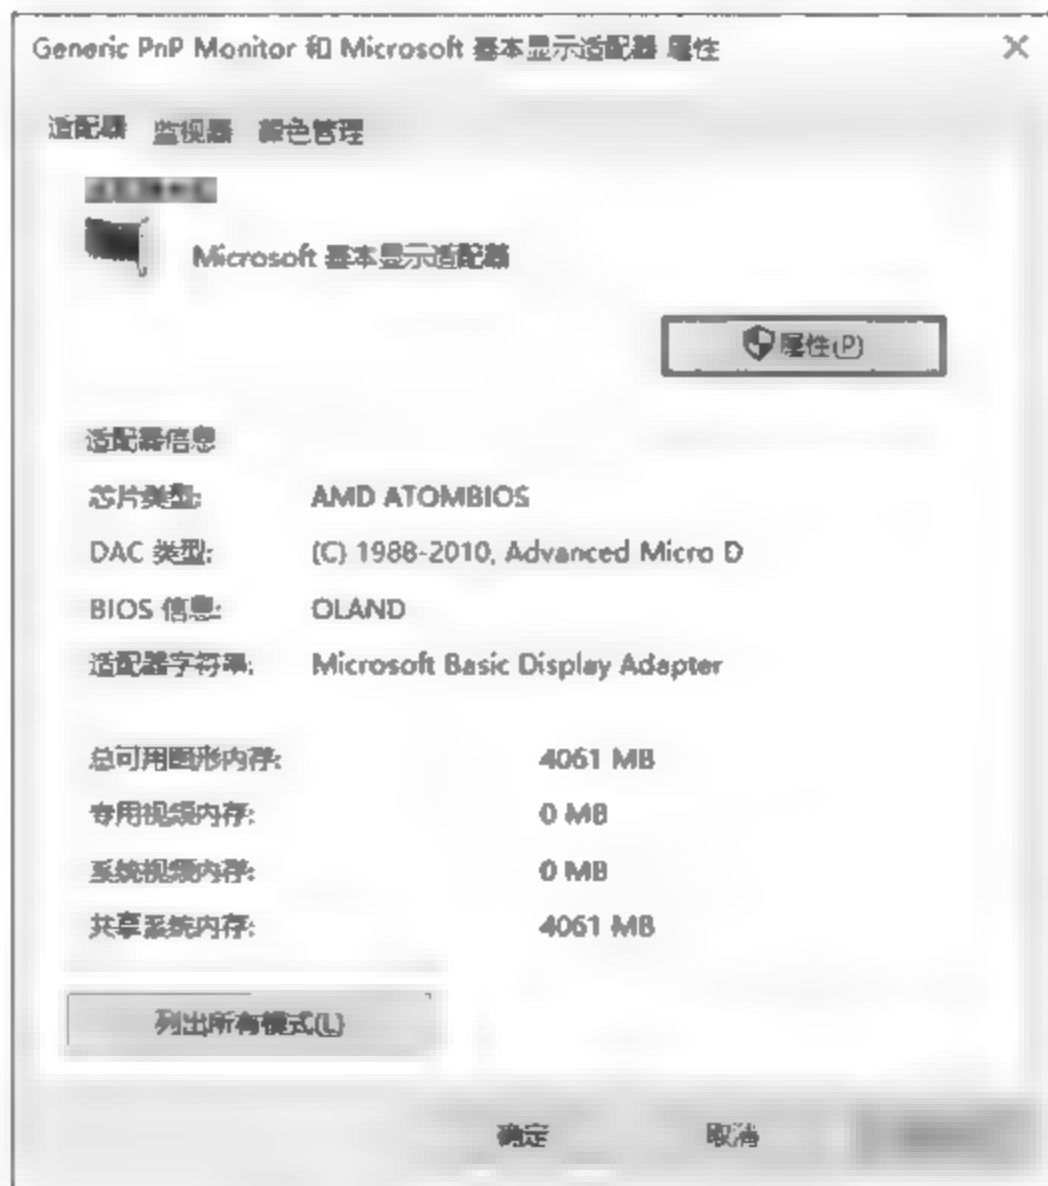 Generic PnP Monitor 和 Microsoft 基本显示适配器 属性
适配器 监视器 颜色管理
Microsoft 基本显示适配器
属性(P)
适配器信息
芯片类型:
AMD ATOMBIOS
DAC 类型:
(C) 1988-2010, Advanced Micro D
BIOS 信息:
OLAND
适配器字符串:
Microsoft Basic Display Adapter
总可用图形内存:
4061 MB
专用视频内存:
0 MB
系统视频内存:
0 MB
共享系统内存:
4061 MB
列出所有模式(L)
确定
取消